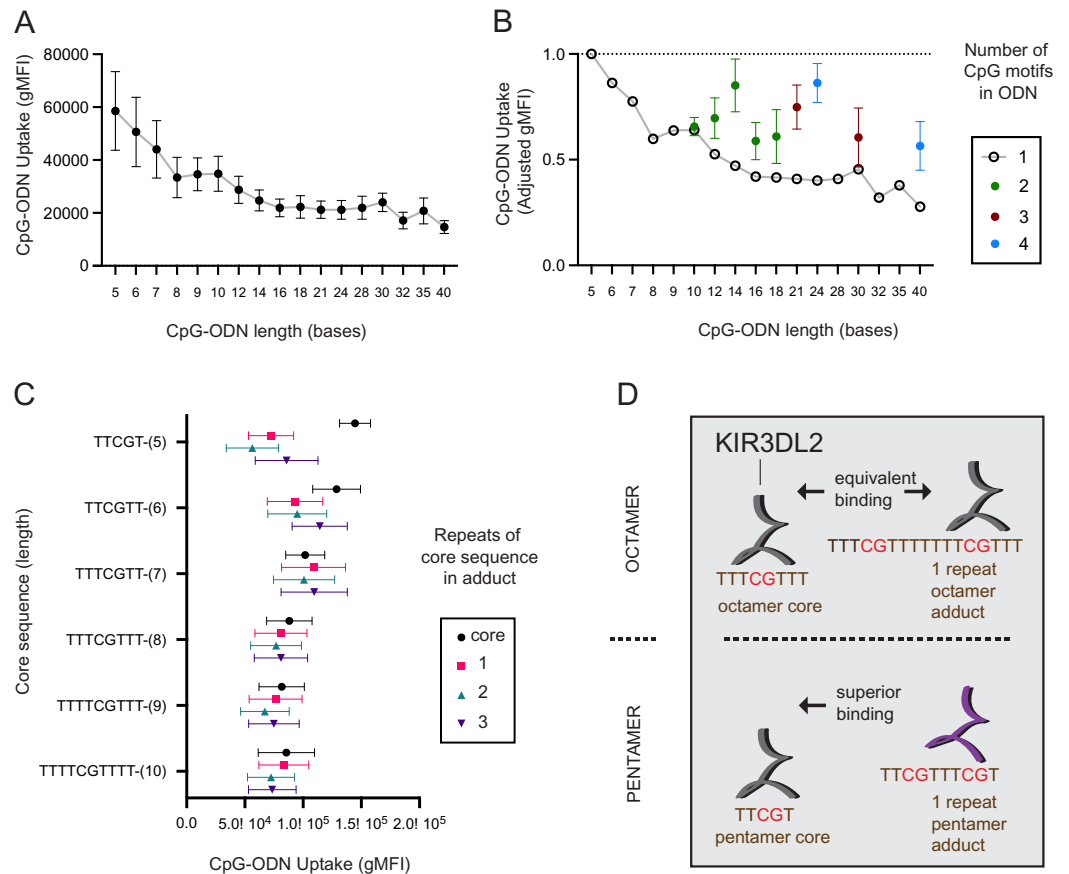 A
80000
60000
40000
20000
0
CpG-ODN Uptake (gMFI)
5 6 7 8 9 10 12 14 16 18 21 24 28 30 32 35 40
CpG-ODN length (bases)
B
1.0
0.5
0.0
CpG-ODN Uptake
(Adjusted gMFI)
5 6 7 8 9 10 12 14 16 18 21 24 28 30 32 35 40
CpG-ODN length (bases)
Number of
CpG motifs
in ODN
1
2
3
4
C
Core sequence (length)
TTCGT-(5)
TTCGTT-(6)
TTTCGTT-(7)
TTTCGTTT-(8)
TTTTCGTTT-(9)
TTTTCGTTTT-(10)
0.0 5.0! 10⁴ 1.0! 10⁵ 1.5! 10⁵ 2.0! 10⁵
CpG-ODN Uptake (gMFI)
Repeats of
core sequence
in adduct
core
1
2
3
D
OCTAMER
KIR3DL2
equivalent
binding
TTTCGTTT
octamer core
TTTCGTTTTTTCGTTT
1 repeat
octamer
adduct
PENTAMER
superior
binding
TTCGT
pentamer core
TTCGTTTCGT
1 repeat
pentamer
adduct